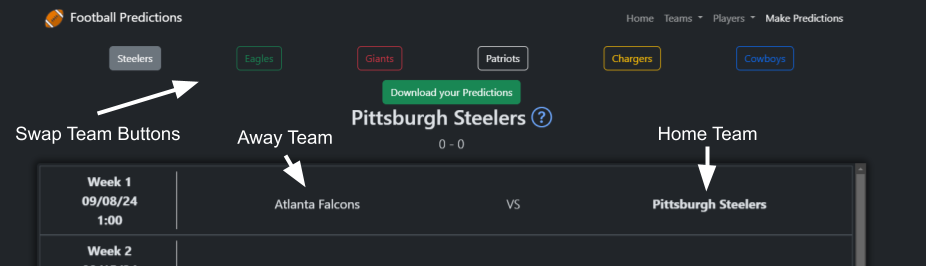 Football Predictions
Home Teams Players Make Predictions
Steelers Eagles Giants Patriots Chargers Cowboys
Download your Predictions
Swap Team Buttons
Pittsburgh Steelers ?
Away Team
Home Team
0 - 0
Week 1
09/08/24
1:00
Atlanta Falcons VS Pittsburgh Steelers
Week 2